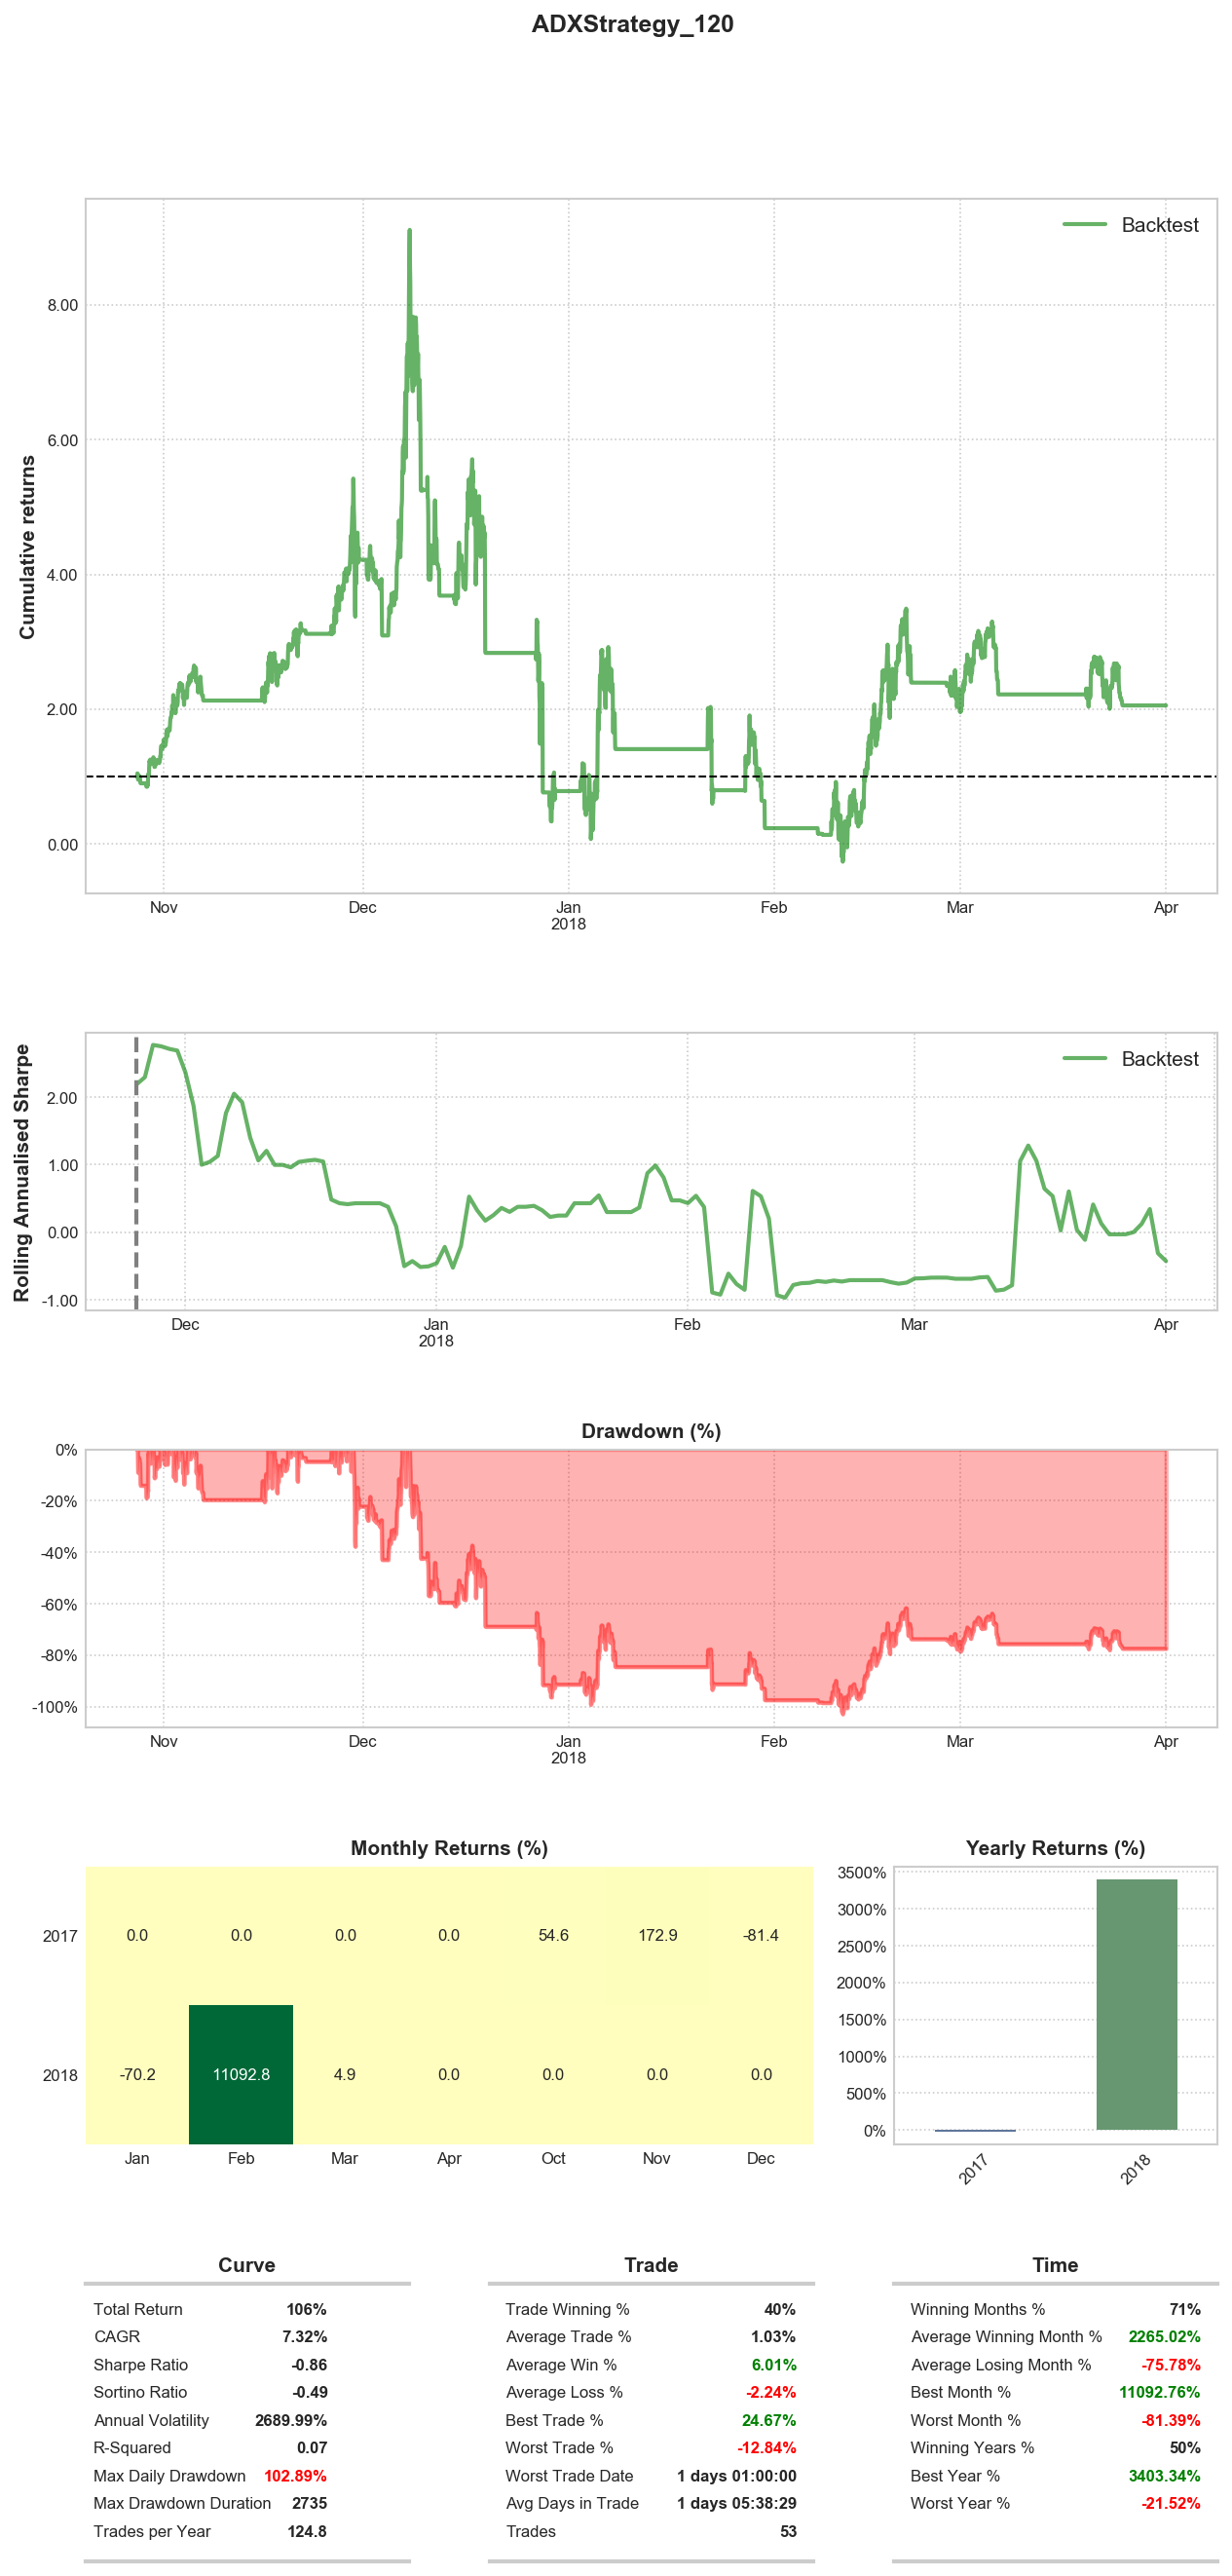 ADXStrategy_120
Cumulative returns
Backtest
8.00
6.00
4.00
2.00
0.00
Nov Dec Jan Feb Mar Apr
2018
Rolling Annualised Sharpe
Backtest
2.00
1.00
0.00
-1.00
Dec Jan Feb Mar Apr
2018
Drawdown (%)
0%
-20%
-40%
-60%
-80%
-100%
Nov Dec Jan Feb Mar Apr
2018
Monthly Returns (%)
2017 0.0 0.0 0.0 0.0 54.6 172.9 -81.4
2018 -70.2 11092.8 4.9 0.0 0.0 0.0 0.0
Jan Feb Mar Apr Oct Nov Dec
Yearly Returns (%)
3500%
3000%
2500%
2000%
1500%
1000%
500%
0%
2017 2018
Curve
Total Return 106%
CAGR 7.32%
Sharpe Ratio -0.86
Sortino Ratio -0.49
Annual Volatility 2689.99%
R-Squared 0.07
Max Daily Drawdown 102.89%
Max Drawdown Duration 2735
Trades per Year 124.8
Trade
Trade Winning % 40%
Average Trade % 1.03%
Average Win % 6.01%
Average Loss % -2.24%
Best Trade % 24.67%
Worst Trade % -12.84%
Worst Trade Date 1 days 01:00:00
Avg Days in Trade 1 days 05:38:29
Trades 53
Time
Winning Months % 71%
Average Winning Month % 2265.02%
Average Losing Month % -75.78%
Best Month % 11092.76%
Worst Month % -81.39%
Winning Years % 50%
Best Year % 3403.34%
Worst Year % -21.52%